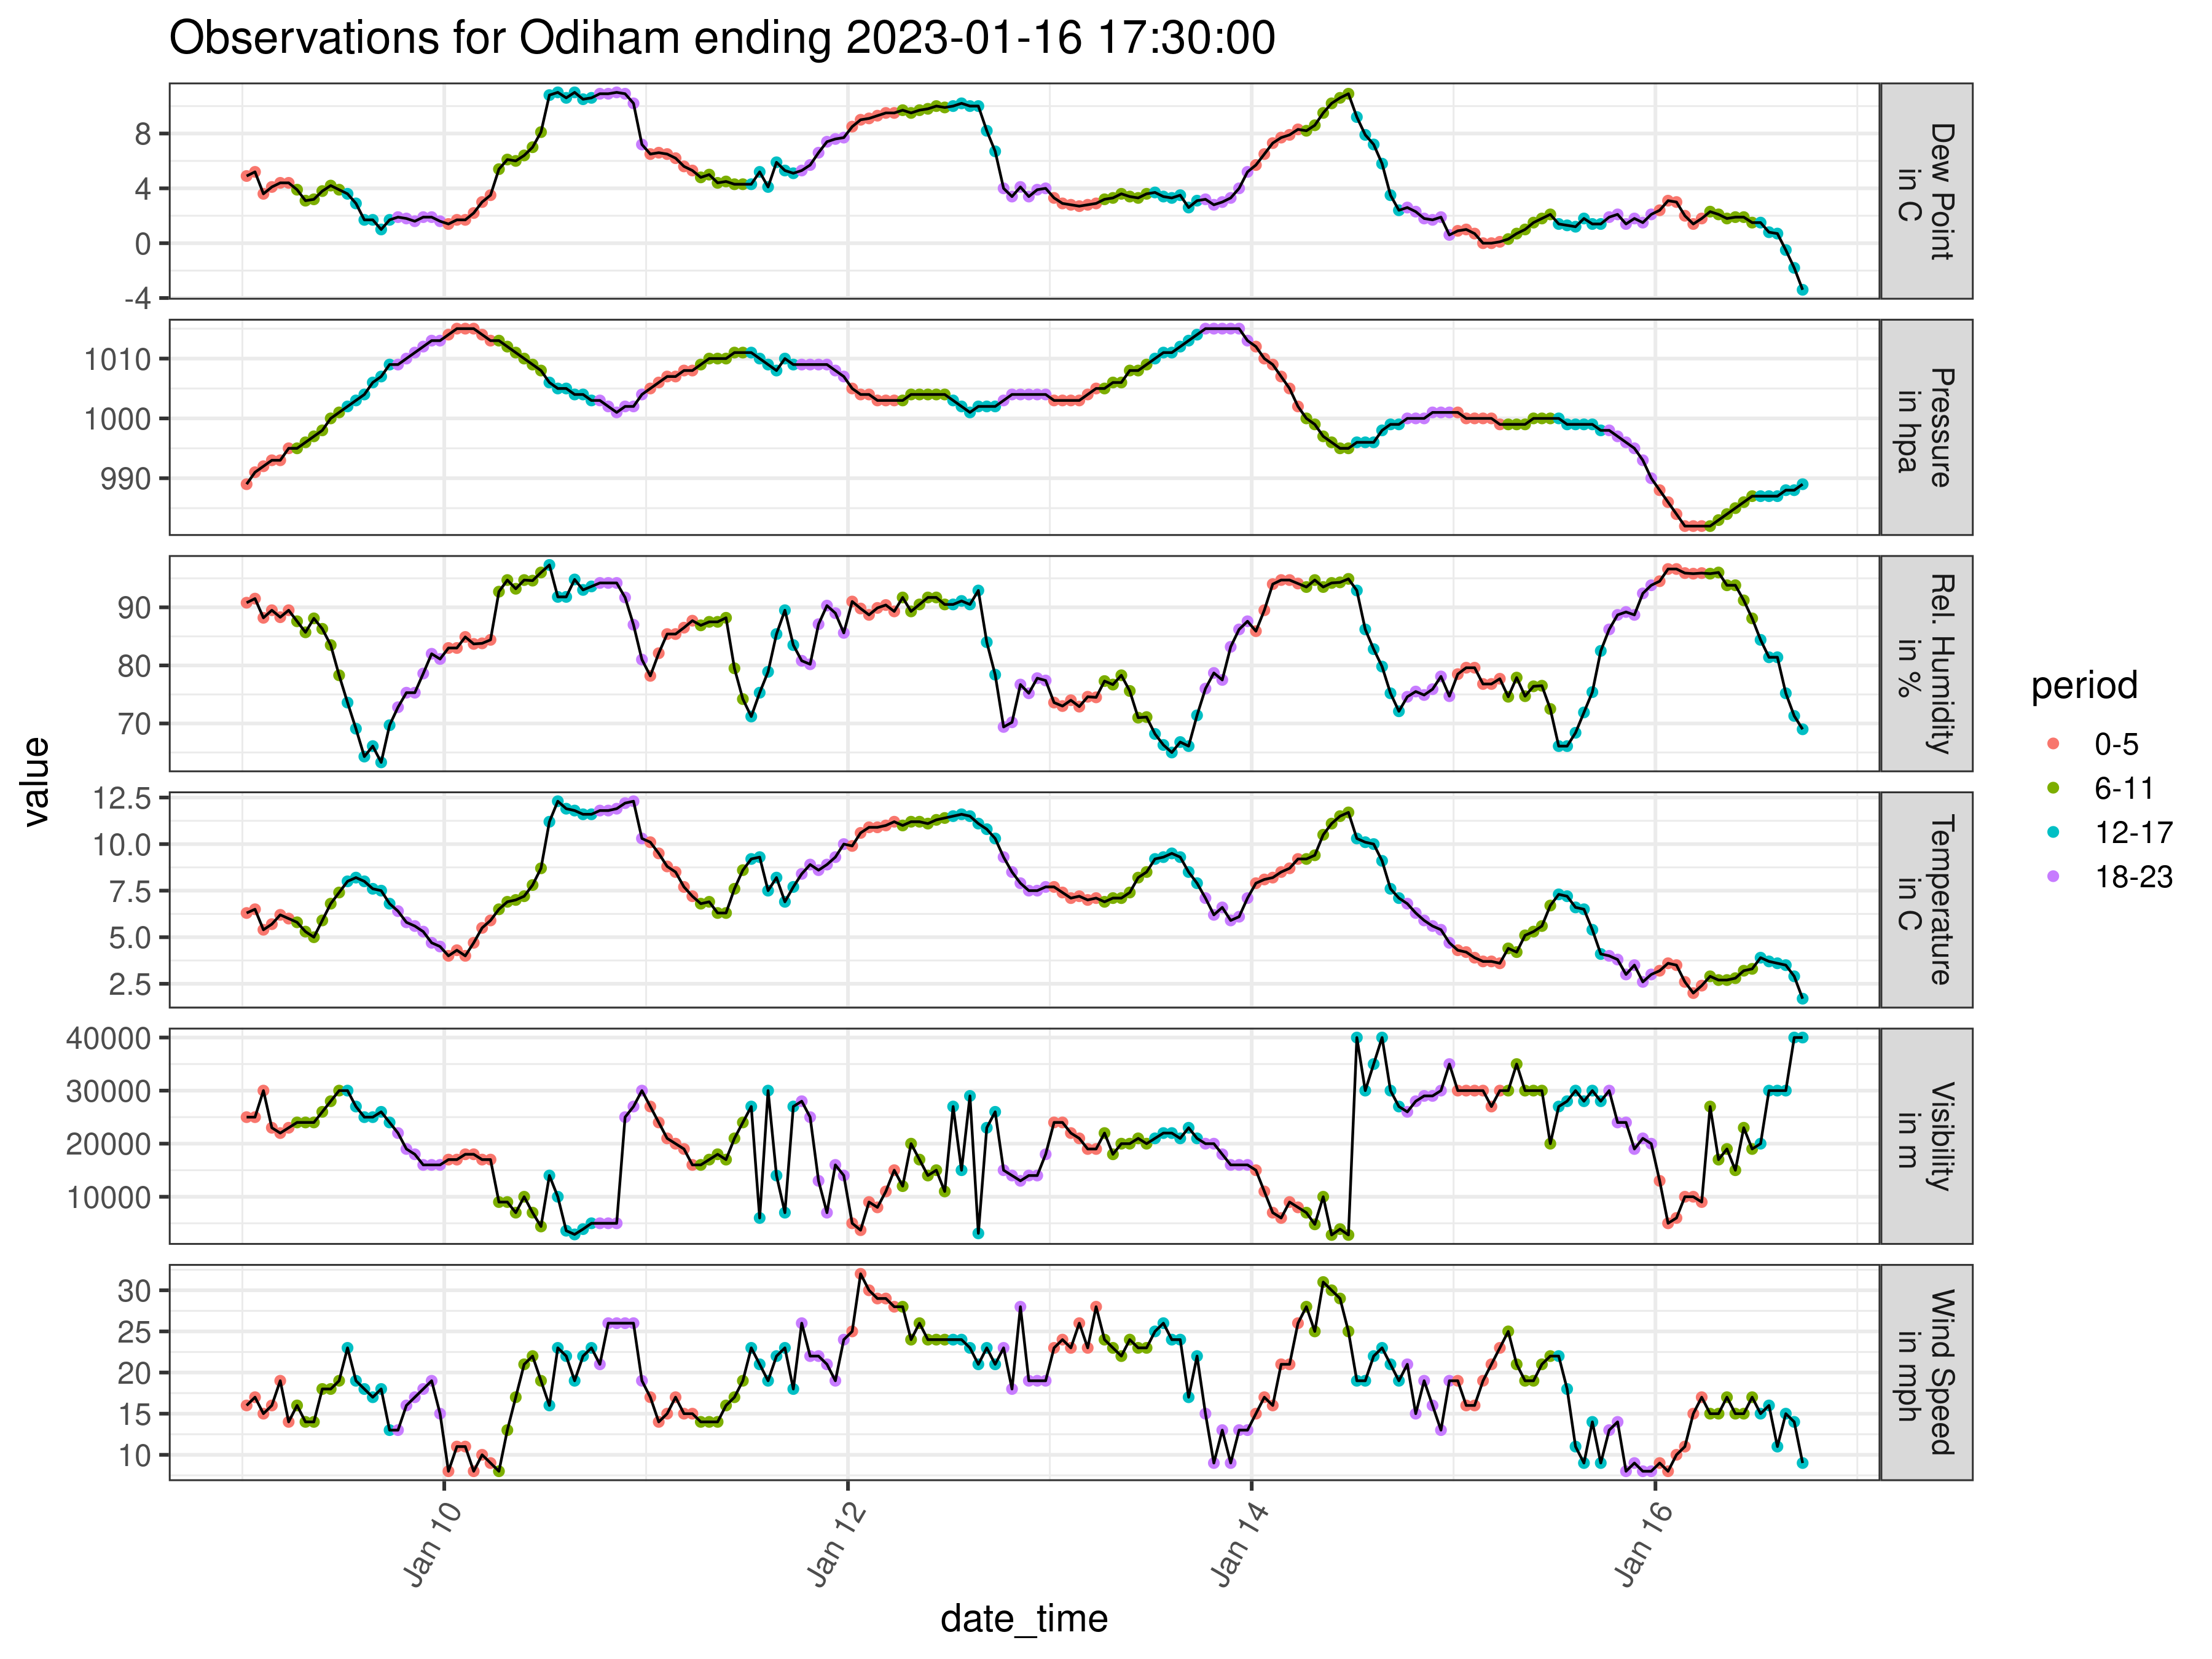 Observations for Odiham ending 2023-01-16 17:30:00
value
8
4
0
-4
Dew Point
in C
1010
1000
990
Pressure
in hpa
90
80
70
Rel. Humidity
in %
12.5
10.0
7.5
5.0
2.5
Temperature
in C
40000
30000
20000
10000
Visibility
in m
30
25
20
15
10
Wind Speed
in mph
Jan 10
Jan 12
Jan 14
Jan 16
date_time
period
0-5
6-11
12-17
18-23